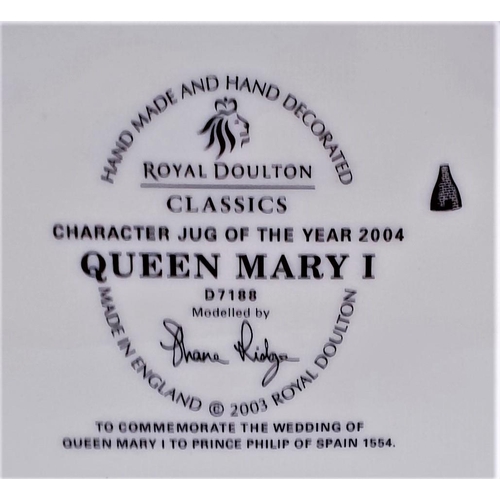 HAND MADE AND HAND DECORATED
ROYAL DOULTON
CLASSICS
CHARACTER JUG OF THE YEAR 2004
QUEEN MARY I
D7188
Modelled by
Shane Ridge
MADE IN ENGLAND © 2003 ROYAL DOULTON
TO COMMEMORATE THE WEDDING OF
QUEEN MARY I TO PRINCE PHILIP OF SPAIN 1554.